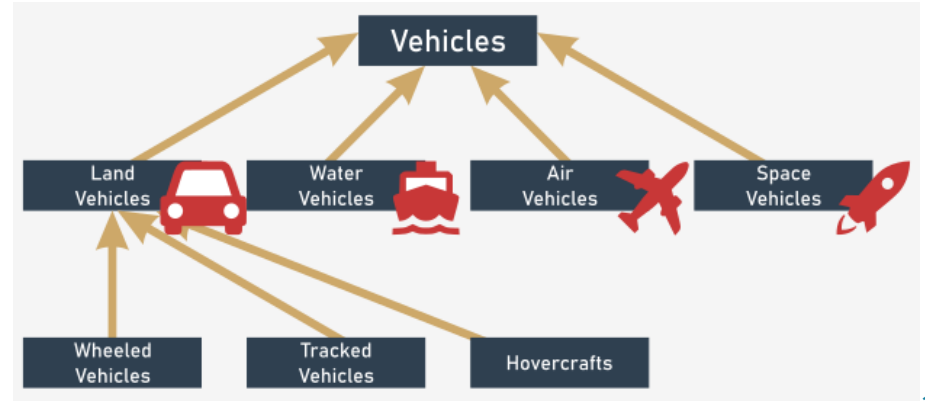 Vehicles
Land
Vehicles
Water
Vehicles
Air
Vehicles
Space
Vehicles
Wheeled
Vehicles
Tracked
Vehicles
Hovercrafts